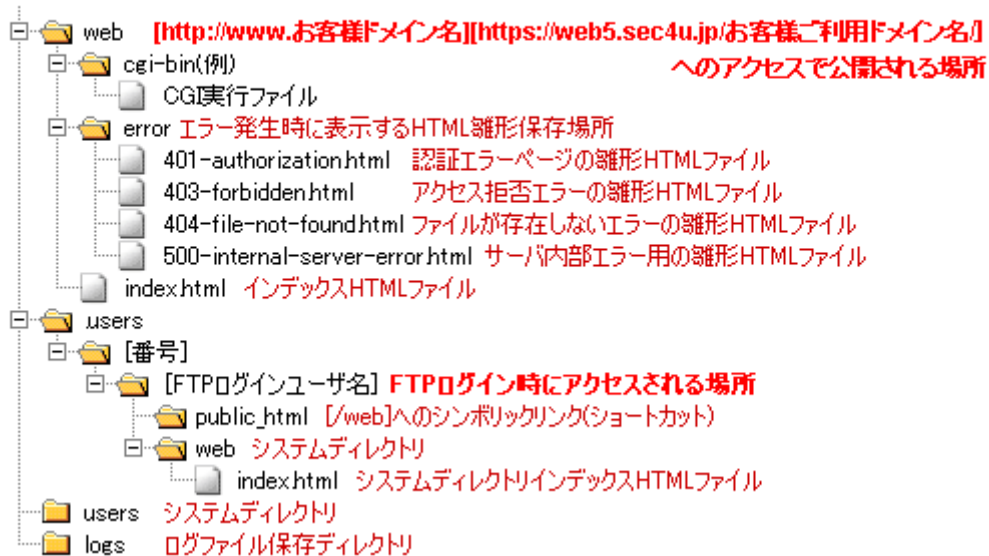 web [http://www.お客様ドメイン名][https://web5.sec4u.jp/お客様ご利用ドメイン名/]
cgi-bin(例) へのアクセスで公開される場所
CGI実行ファイル
error エラー発生時に表示するHTML雛形保存場所
401-authorization.html 認証エラーページの雛形HTMLファイル
403-forbidden.html アクセス拒否エラーの雛形HTMLファイル
404-file-not-found.html ファイルが存在しないエラーの雛形HTMLファイル
500-internal-server-error.html サーバ内部エラー用の雛形HTMLファイル
index.html インデックスHTMLファイル
.users
[番号]
[FTPログインユーザ名] FTPログイン時にアクセスされる場所
public_html [/web]へのシンボリックリンク(ショートカット)
web システムディレクトリ
index.html システムディレクトリインデックスHTMLファイル
users システムディレクトリ
logs ログファイル保存ディレクトリ